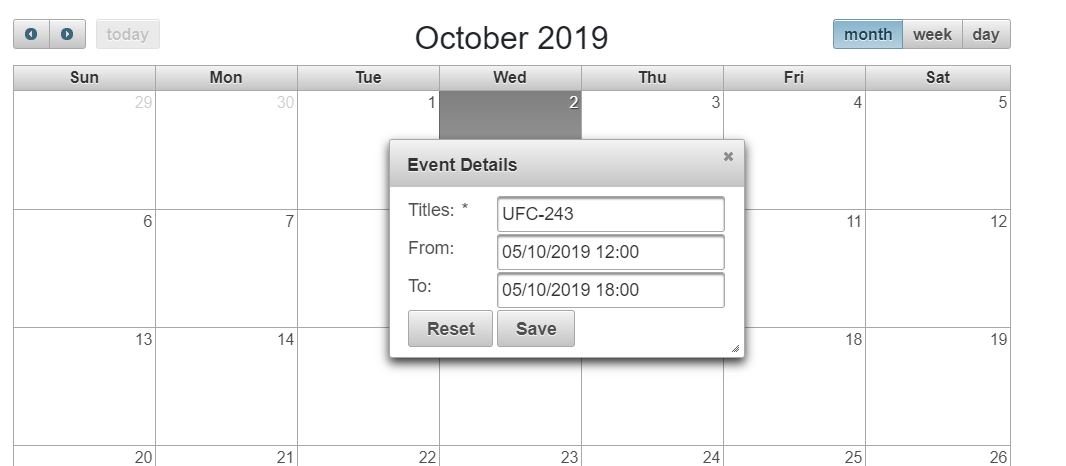 today
October 2019
month week day
Sun Mon Tue Wed Thu Fri Sat
29 30 1 2 3 4 5
Event Details
Titles: * UFC-243
From: 05/10/2019 12:00
To: 05/10/2019 18:00
Reset Save
6 7 11 12
13 14 18 19
20 21 22 23 24 25 26